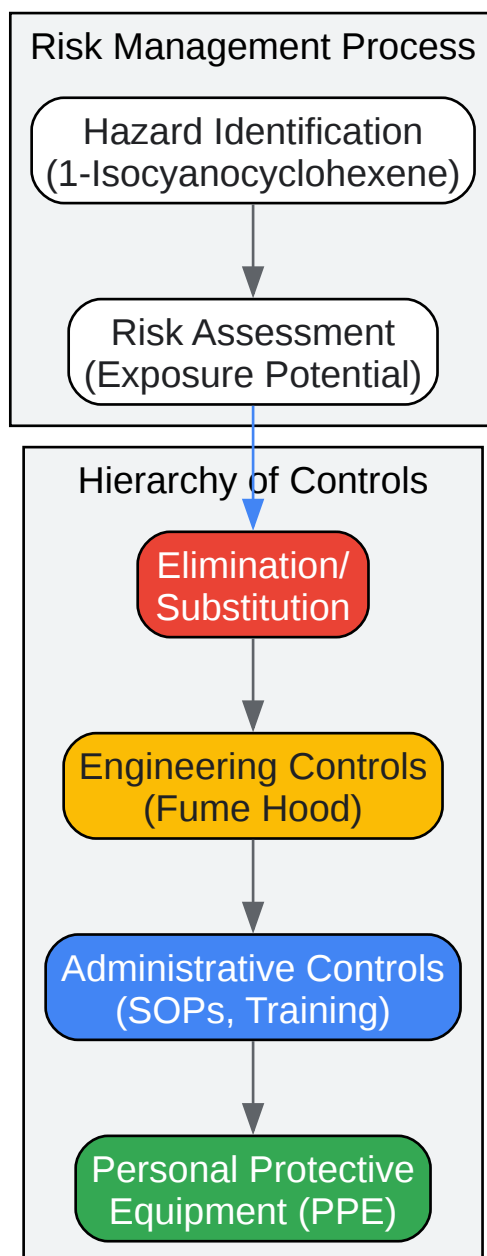 Risk Management Process
Hazard Identification
(1-Isocyanocyclohexene)
Risk Assessment
(Exposure Potential)
Hierarchy of Controls
Elimination/
Substitution
Engineering Controls
(Fume Hood)
Administrative Controls
(SOPs, Training)
Personal Protective
Equipment (PPE)